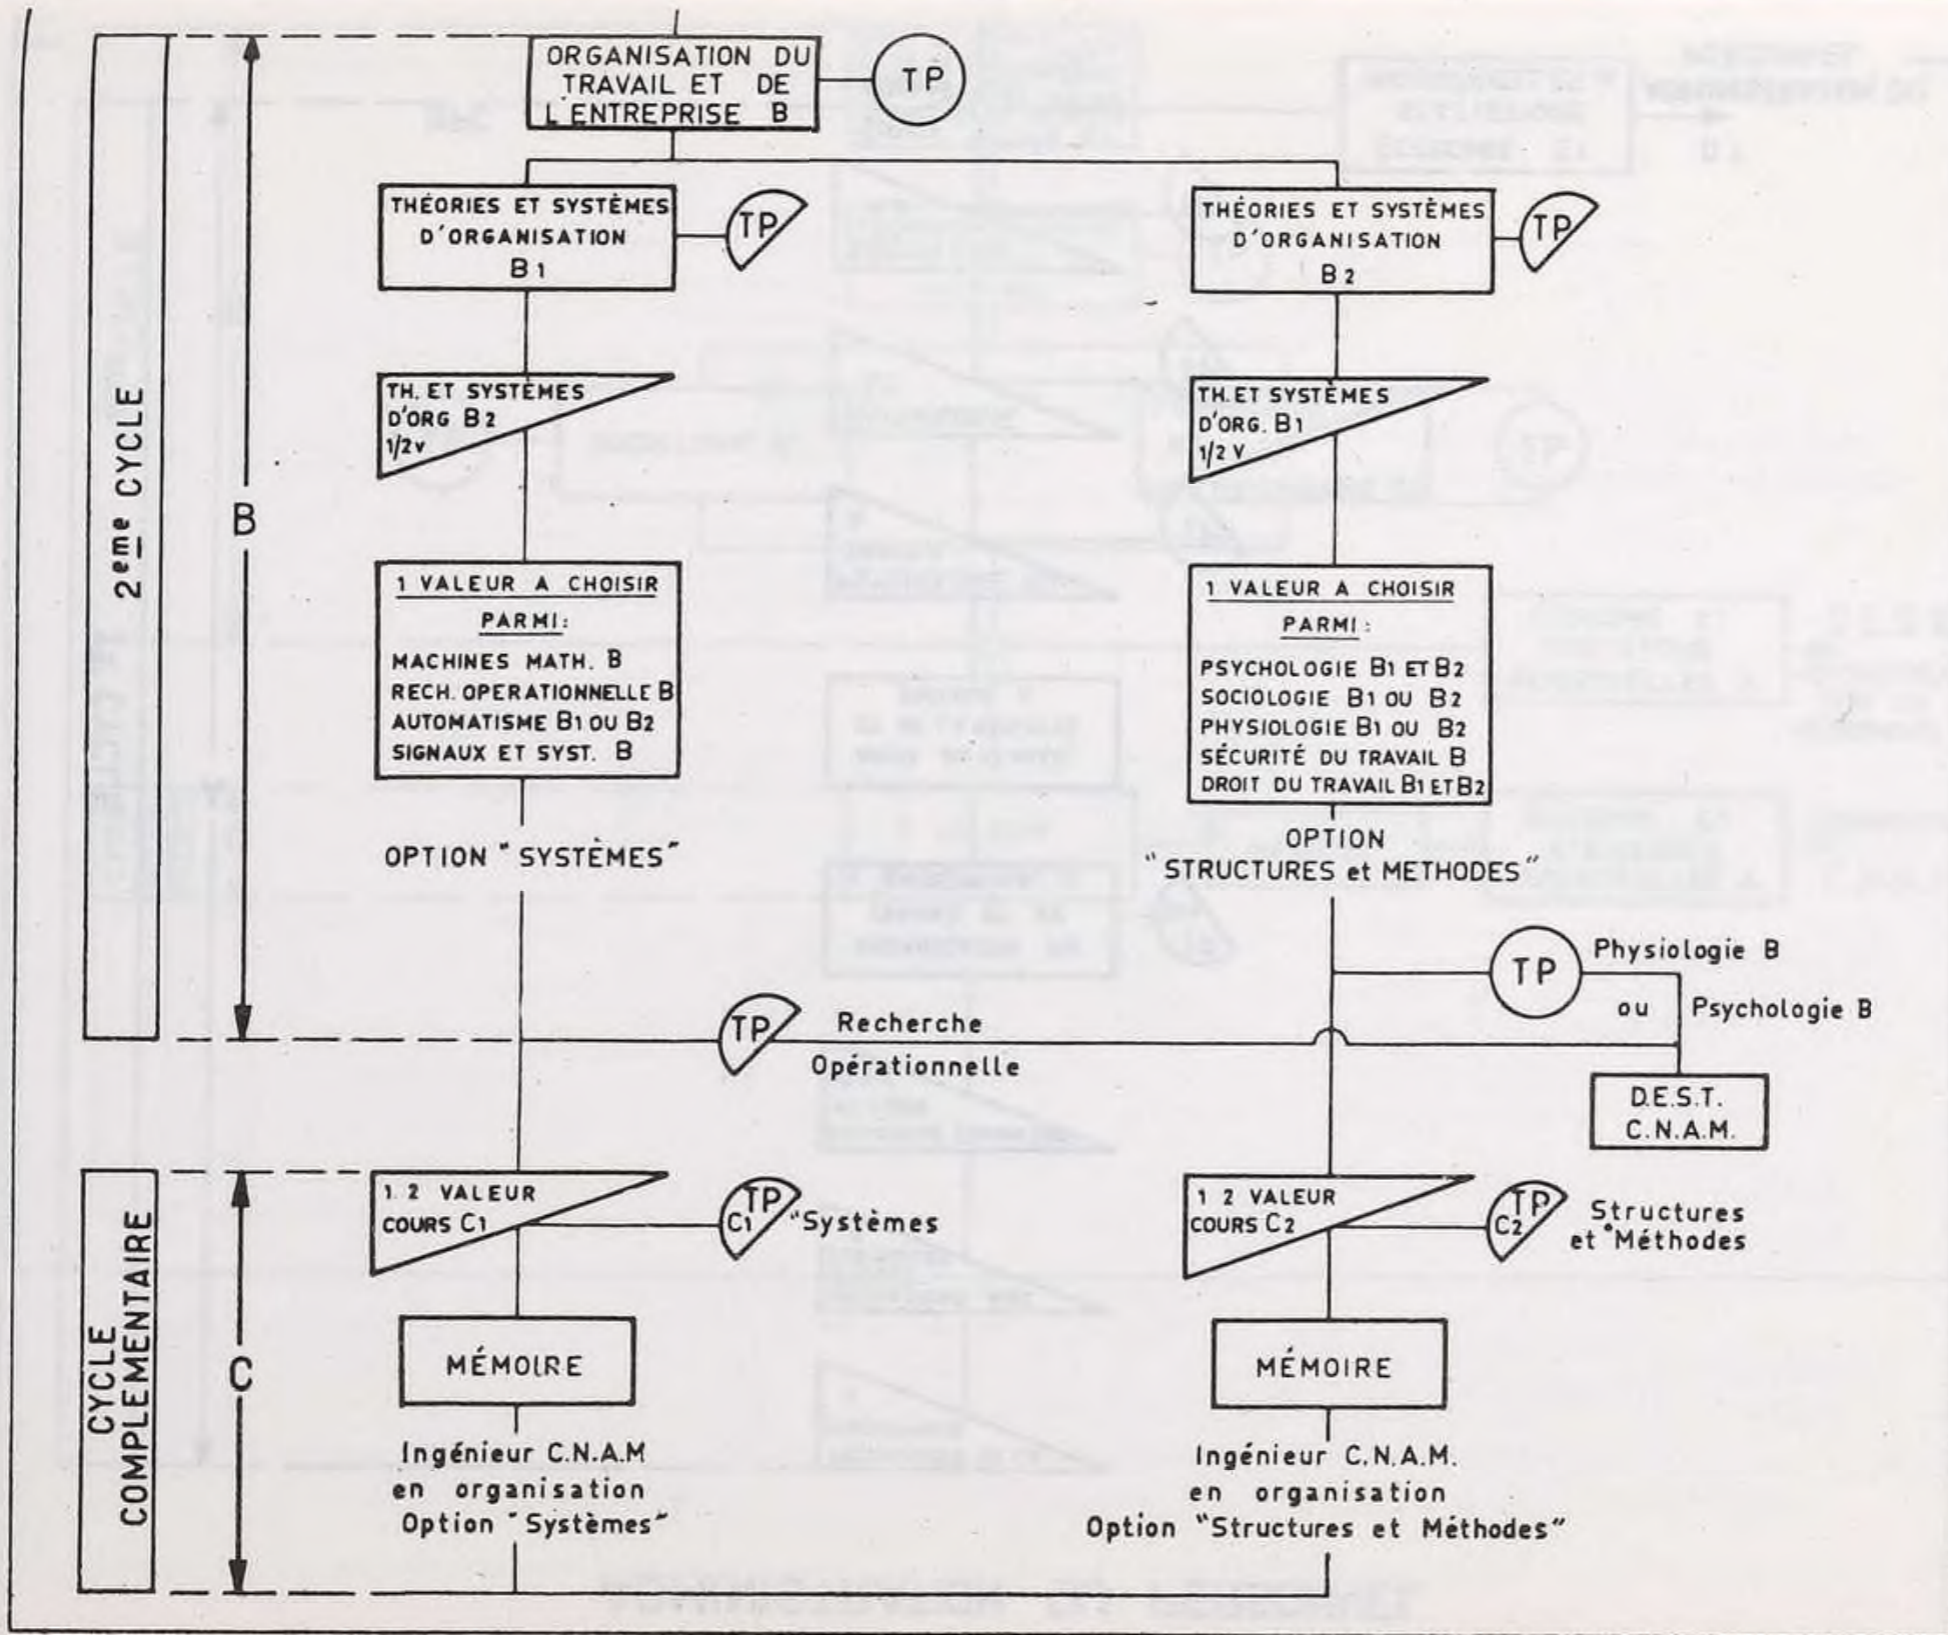 ORGANISATION DU
TRAVAIL ET DE
L'ENTREPRISE B
TP
2eme CYCLE
B
THÉORIES ET SYSTÈMES
D'ORGANISATION
B1
TP
THÉORIES ET SYSTÈMES
D'ORGANISATION
B2
TP
TH. ET SYSTÈMES
D'ORG B2
1/2 v
TH. ET SYSTÈMES
D'ORG. B1
1/2 V
1 VALEUR A CHOISIR
PARMI:
MACHINES MATH. B
RECH. OPERATIONNELLE B
AUTOMATISME B1 OU B2
SIGNAUX ET SYST. B
1 VALEUR A CHOISIR
PARMI:
PSYCHOLOGIE B1 ET B2
SOCIOLOGIE B1 OU B2
PHYSIOLOGIE B1 OU B2
SÉCURITÉ DU TRAVAIL B
DROIT DU TRAVAIL B1 ET B2
OPTION "SYSTÈMES"
OPTION
"STRUCTURES et METHODES"
TP
Physiologie B
ou
Psychologie B
TP
Recherche
Opérationnelle
D.E.S.T.
C.N.A.M.
CYCLE
COMPLEMENTAIRE
C
1 2 VALEUR
COURS C1
TP
C1
"Systèmes
1 2 VALEUR
COURS C2
TP
C2
Structures
et "Méthodes
MÉMOIRE
MÉMOIRE
Ingénieur C.N.A.M
en organisation
Option "Systèmes"
Ingénieur C.N.A.M.
en organisation
Option "Structures et Méthodes"